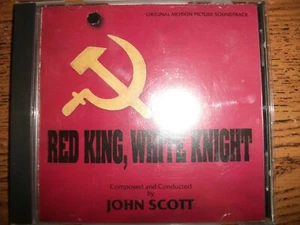 ORIGINAL MOTION PICTURE SOUNDTRACK
RED KING, WHITE KNIGHT
Composed and Conducted
by
JOHN SCOTT